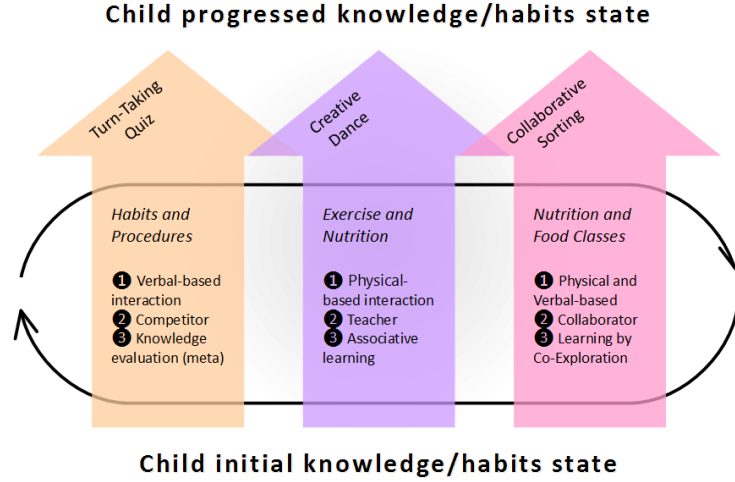 Child progressed knowledge/habits state
Turn-Taking
Quiz
Creative
Dance
Collaborative
Sorting
Habits and
Procedures
❶ Verbal-based
interaction
❷ Competitor
❸ Knowledge
evaluation (meta)
Exercise and
Nutrition
❶ Physical-
based interaction
❷ Teacher
❸ Associative
learning
Nutrition and
Food Classes
❶ Physical and
Verbal-based
❷ Collaborator
❸ Learning by
Co-Exploration
Child initial knowledge/habits state